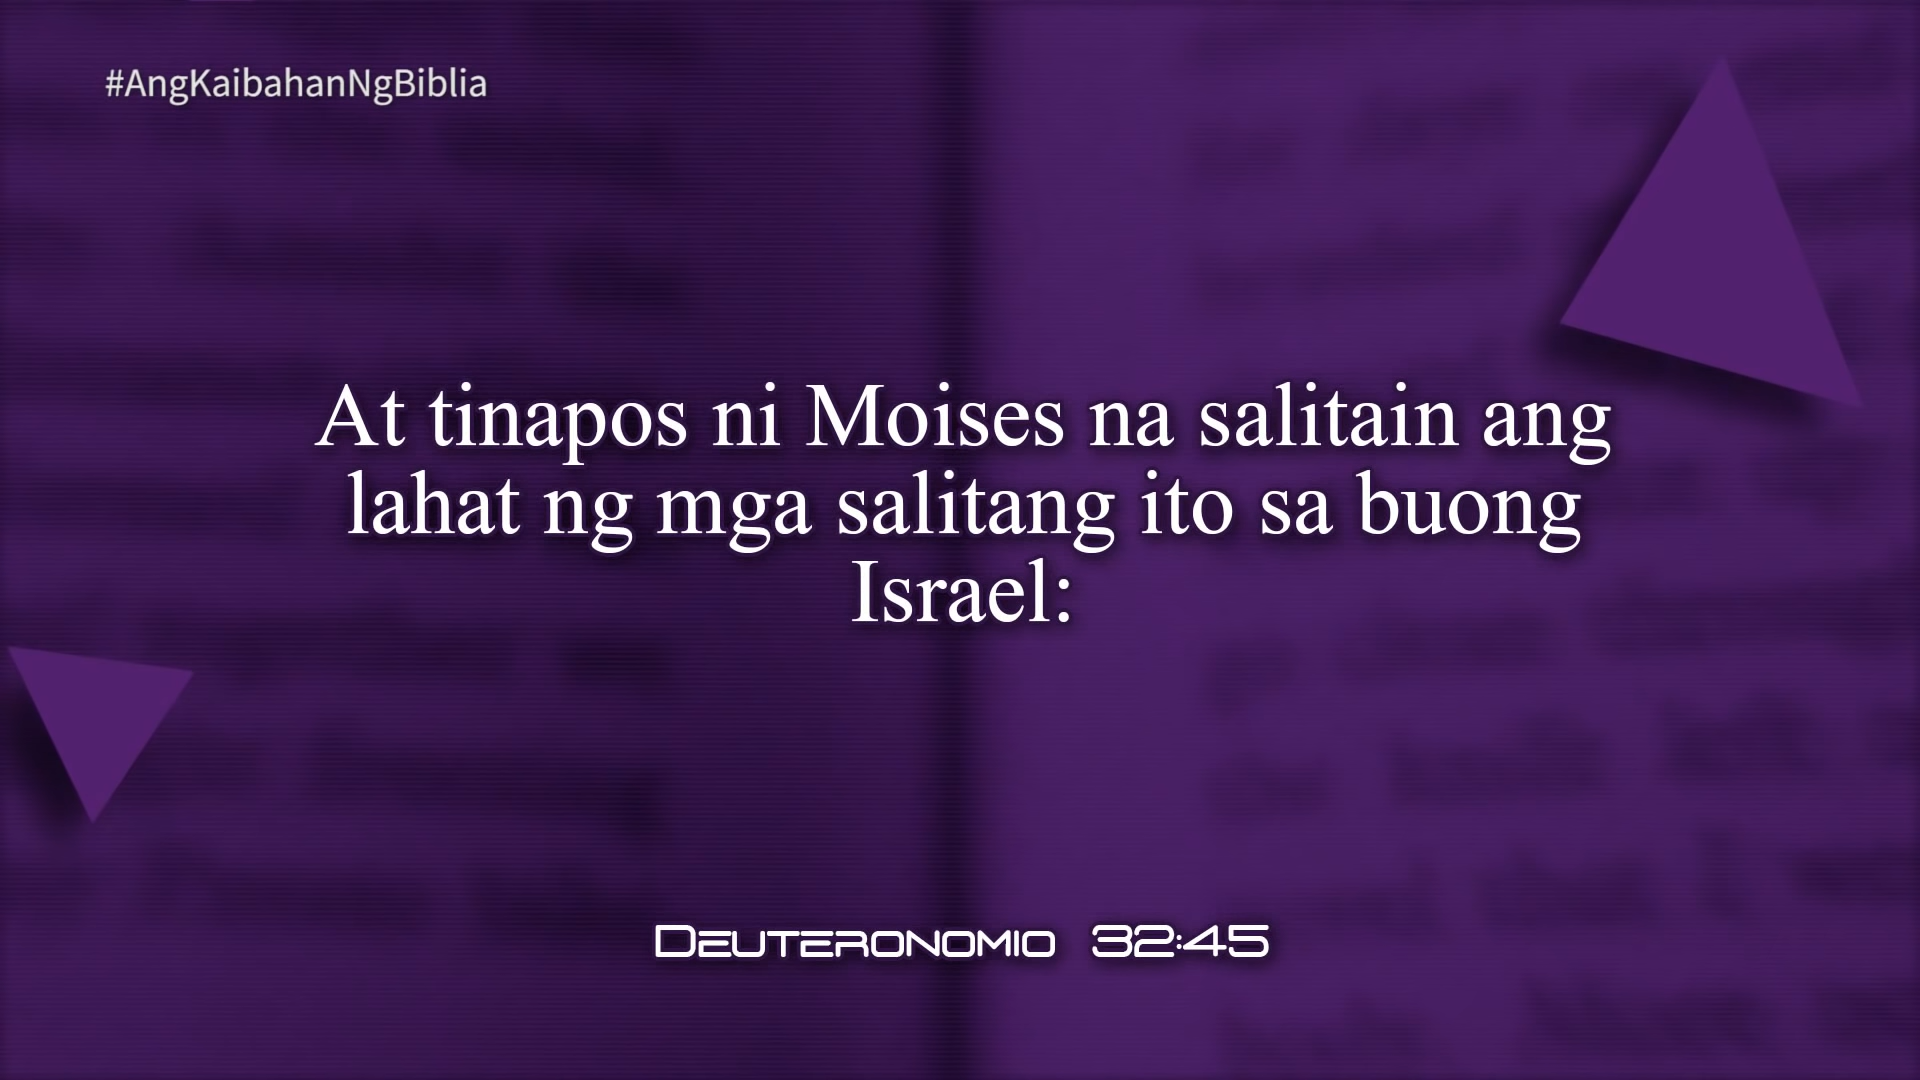 #AngKaibahanNgBiblia
At tinapos ni Moises na salitain ang
lahat ng mga salitang ito sa buong
Israel:
Deuteronomio 32:45